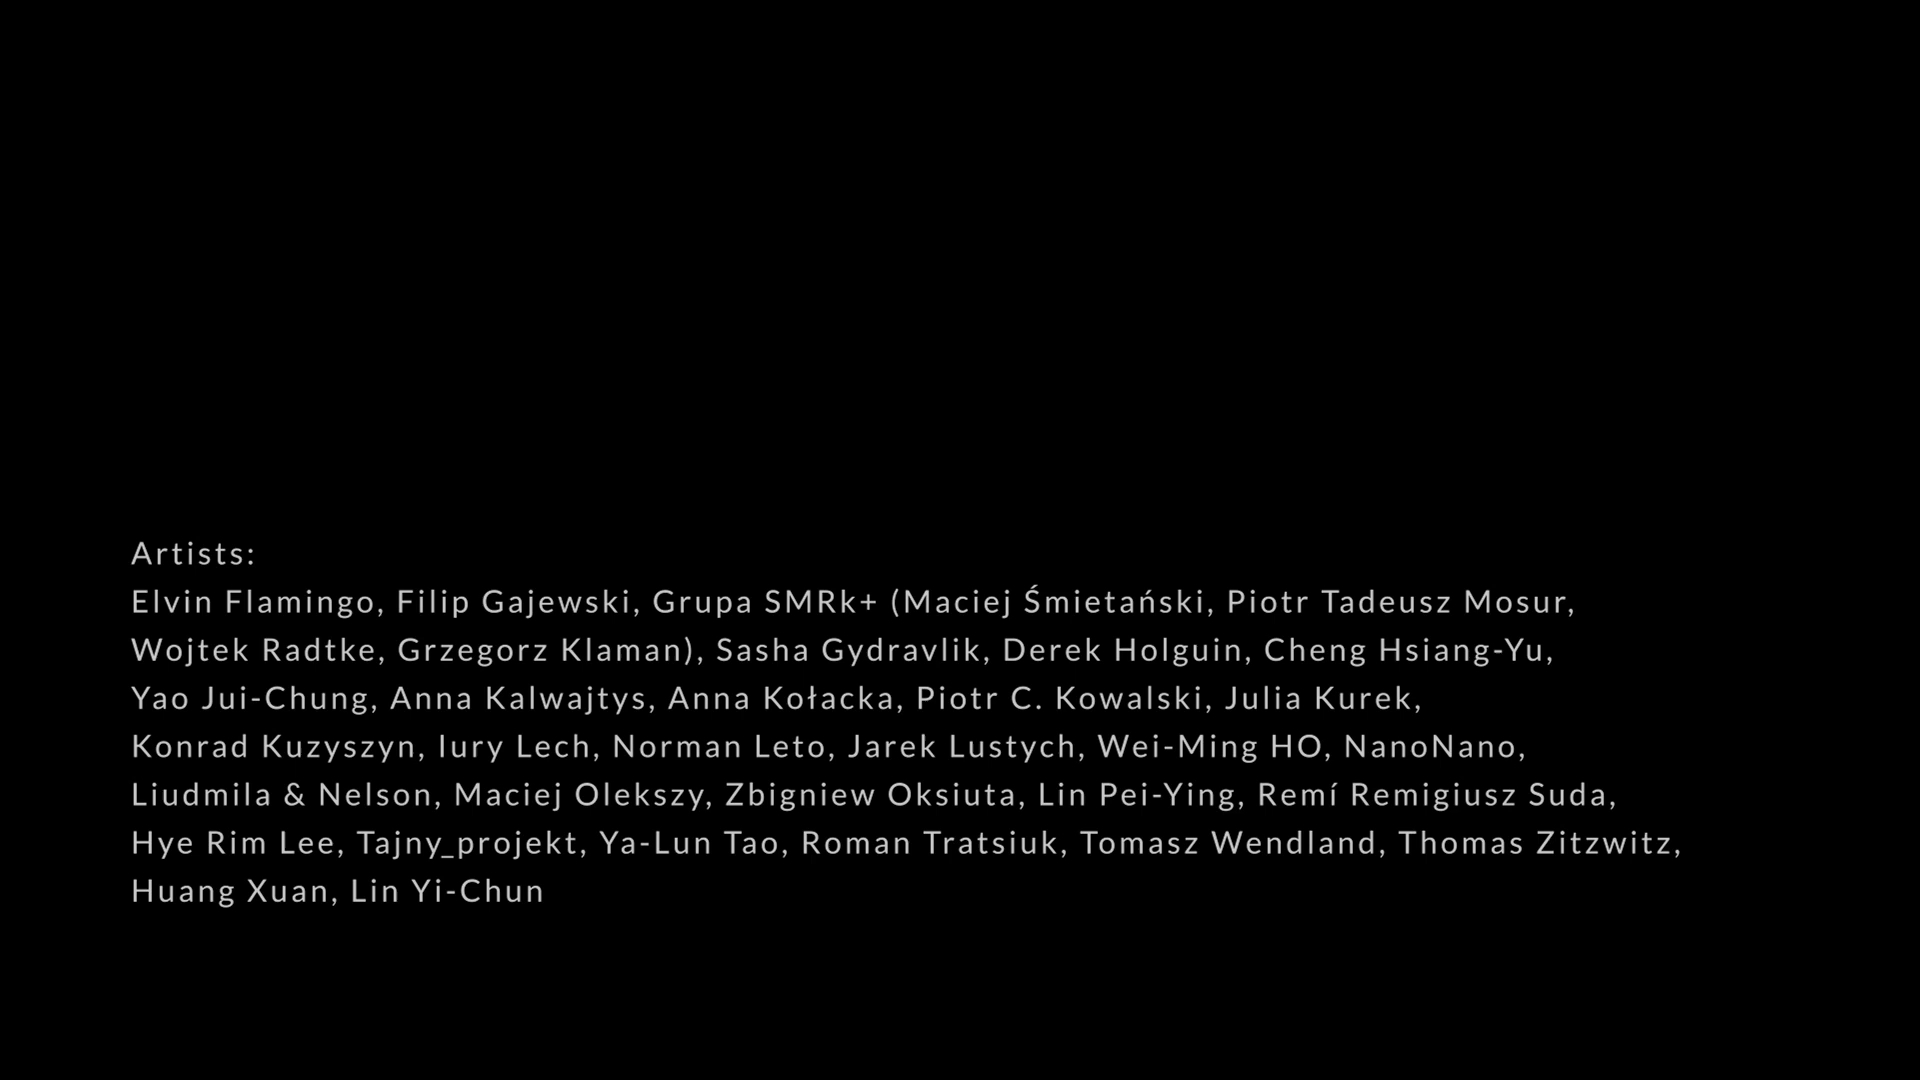 Artists:
Elvin Flamingo, Filip Gajewski, Grupa SMRk+ (Maciej Śmietański, Piotr Tadeusz Mosur,
Wojtek Radtke, Grzegorz Klaman), Sasha Gydravlik, Derek Holguin, Cheng Hsiang-Yu,
Yao Jui-Chung, Anna Kalwajtys, Anna Kołacka, Piotr C. Kowalski, Julia Kurek,
Konrad Kuzyszyn, Iury Lech, Norman Leto, Jarek Lustych, Wei-Ming HO, NanoNano,
Liudmila & Nelson, Maciej Olekszy, Zbigniew Oksiuta, Lin Pei-Ying, Remí Remigiusz Suda,
Hye Rim Lee, Tajny_projekt, Ya-Lun Tao, Roman Tratsiuk, Tomasz Wendland, Thomas Zitzwitz,
Huang Xuan, Lin Yi-Chun